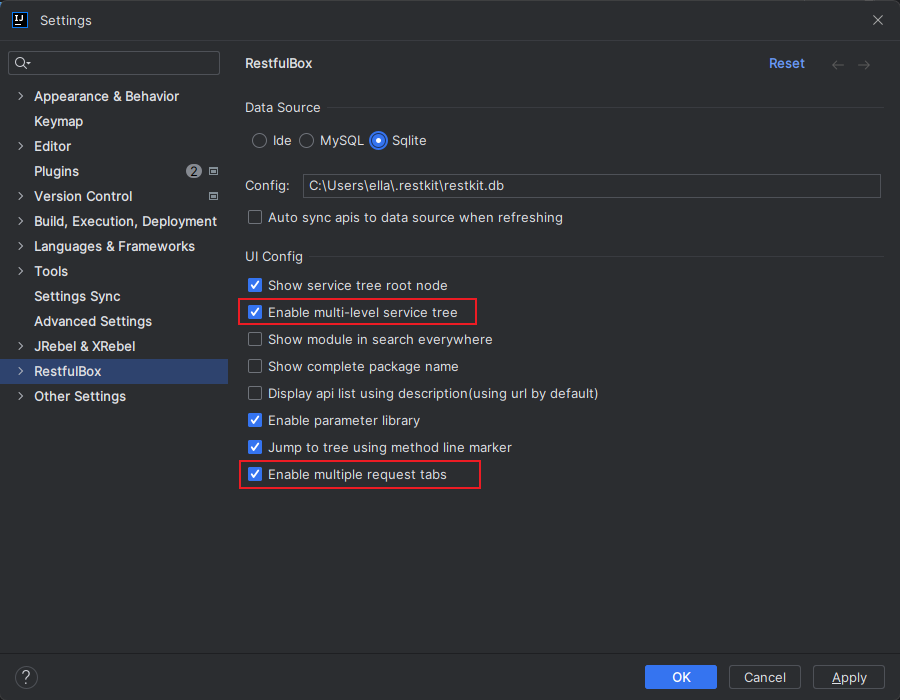 Settings
RestfulBox
Reset
Appearance & Behavior
Keymap
Editor
Plugins 2
Version Control
Build, Execution, Deployment
Languages & Frameworks
Tools
Settings Sync
Advanced Settings
JRebel & XRebel
RestfulBox
Other Settings
Data Source
Ide MySQL Sqlite
Config: C:\Users\ella\.restkit\restkit.db
Auto sync apis to data source when refreshing
UI Config
Show service tree root node
Enable multi-level service tree
Show module in search everywhere
Show complete package name
Display api list using description(using url by default)
Enable parameter library
Jump to tree using method line marker
Enable multiple request tabs
? OK Cancel Apply